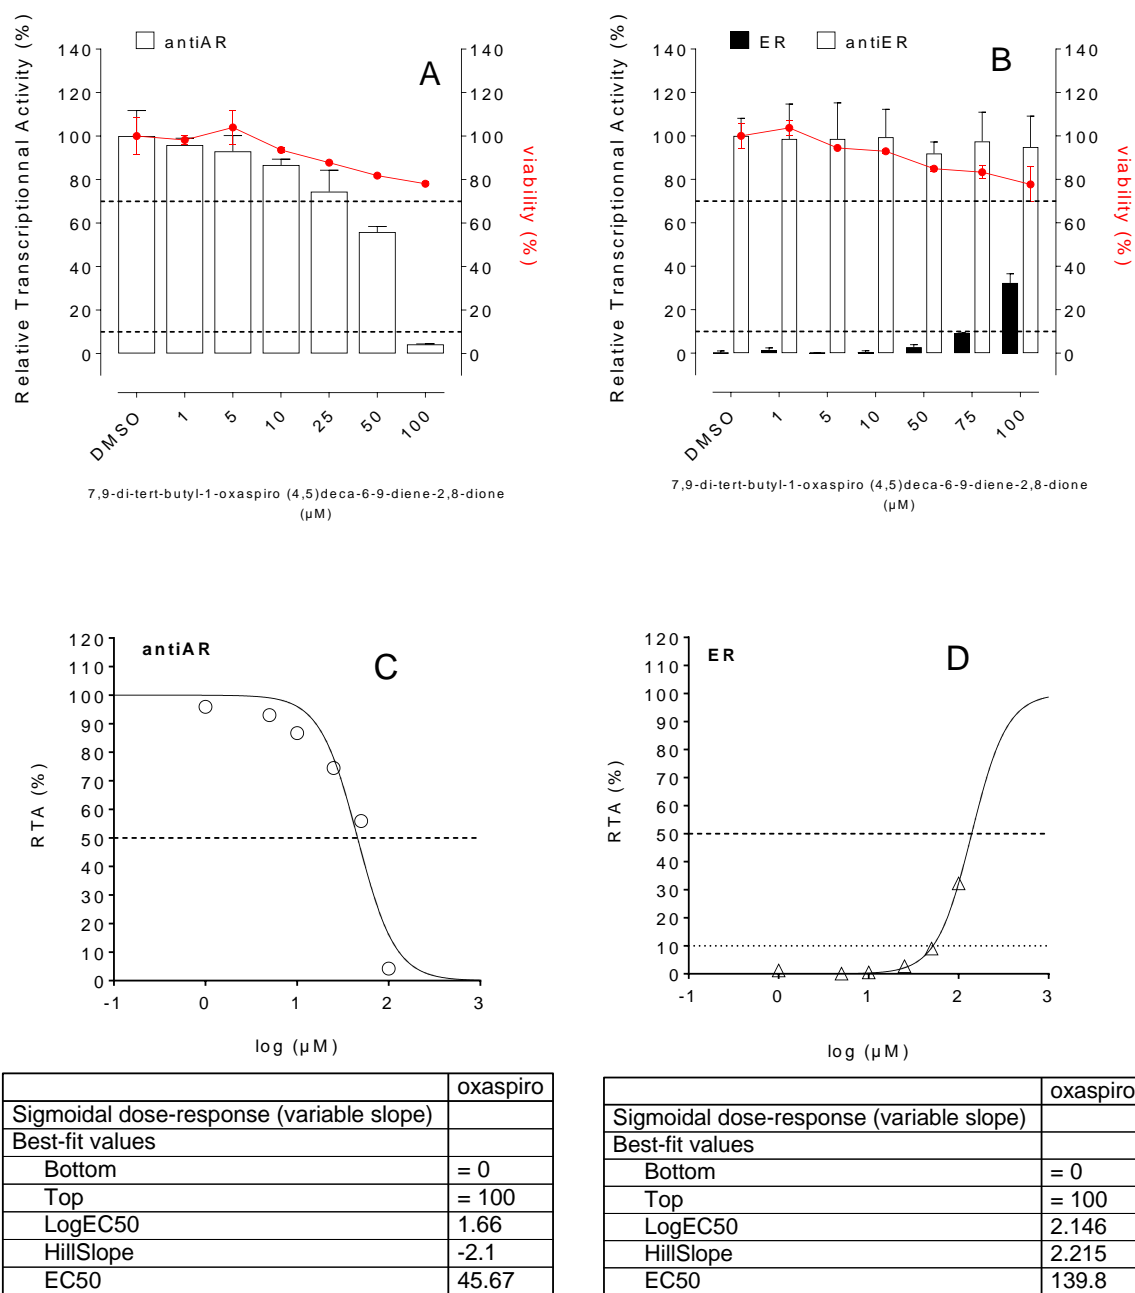 antiAR
A
Relative Transcriptionnal Activity (%)
140
120
100
80
60
40
20
0
140
120
100
80
60
40
20
0
viability (%)
DMSO 1 5 10 25 50 100
7,9-di-tert-butyl-1-oxaspiro (4,5)deca-6-9-diene-2,8-dione
(µM)
ER antiER
B
Relative Transcriptional Activity (%)
140
120
100
80
60
40
20
0
140
120
100
80
60
40
20
0
viability (%)
DMSO 1 5 10 50 75 100
7,9-di-tert-butyl-1-oxaspiro (4,5)deca-6-9-diene-2,8-dione
(µM)
antiAR
C
RTA (%)
120
110
100
90
80
70
60
50
40
30
20
10
0
-1 0 1 2 3
log (µM)
ER
D
RTA (%)
120
110
100
90
80
70
60
50
40
30
20
10
0
-1 0 1 2 3
log (µM)
oxaspiro
Sigmoidal dose-response (variable slope)
Best-fit values
Bottom = 0
Top = 100
LogEC50 1.66
HillSlope -2.1
EC50 45.67
oxaspiro
Sigmoidal dose-response (variable slope)
Best-fit values
Bottom = 0
Top = 100
LogEC50 2.146
HillSlope 2.215
EC50 139.8